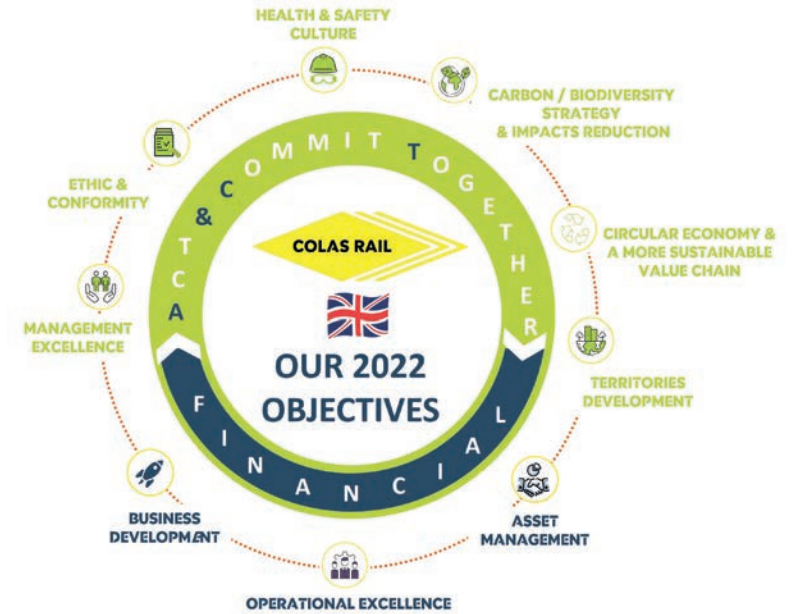 HEALTH & SAFETY
CULTURE
CARBON / BIODIVERSITY
STRATEGY
& IMPACTS REDUCTION
ETHIC &
CONFORMITY
CIRCULAR ECONOMY &
A MORE SUSTAINABLE
VALUE CHAIN
MANAGEMENT
EXCELLENCE
TERRITORIES
DEVELOPMENT
BUSINESS
DEVELOPMENT
ASSET
MANAGEMENT
OPERATIONAL EXCELLENCE
ACT & COMMIT TOGETHER
FINANCIAL
COLAS RAIL
OUR 2022
OBJECTIVES